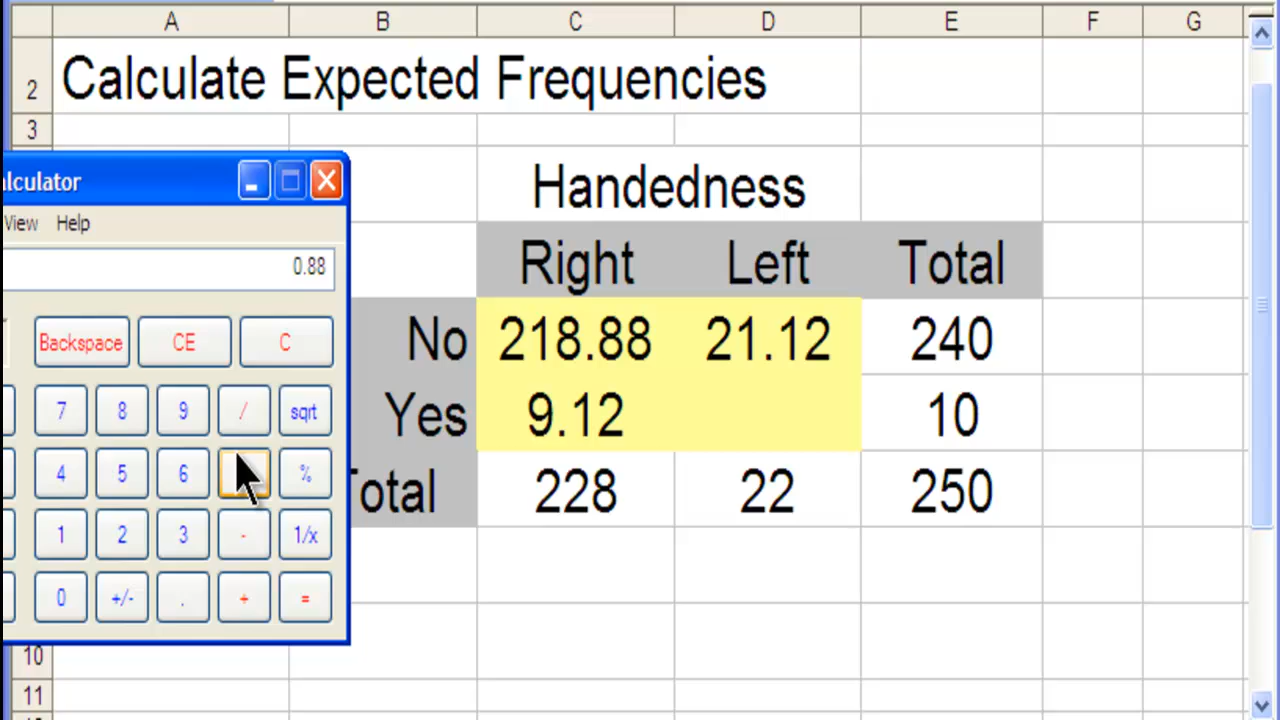 A B C D E F G
2 Calculate Expected Frequencies
3
alculator
View Help
0.88
Handedness
Right Left Total
No 218.88 21.12 240
Yes 9.12 10
Total 228 22 250
Backspace CE C
7 8 9 / sqrt
4 5 6 %
1 2 3 - 1/x
0 +/- . + =
10
11